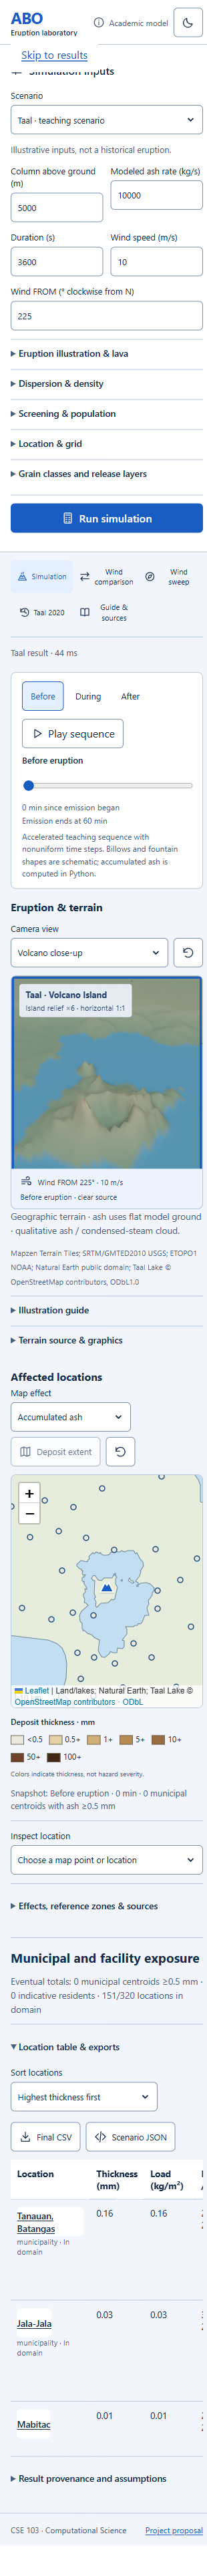 ABO
Eruption laboratory
Academic model
Skip to results
Simulation inputs
Scenario
Taal · teaching scenario
Illustrative inputs, not a historical eruption.
Column above ground (m)
5000
Modeled ash rate (kg/s)
10000
Duration (s)
3600
Wind speed (m/s)
10
Wind FROM (° clockwise from N)
225
Eruption illustration & lava
Dispersion & density
Screening & population
Location & grid
Grain classes and release layers
Run simulation
Simulation
Wind comparison
Wind sweep
Taal 2020
Guide & sources
Taal result · 44 ms
Before
During
After
Play sequence
Before eruption
0 min since emission began
Emission ends at 60 min
Accelerated teaching sequence with
nonuniform time steps. Billows and fountain
shapes are schematic; accumulated ash is
computed in Python.
Eruption & terrain
Camera view
Volcano close-up
Taal · Volcano Island
Island relief ×6 · horizontal 1:1
Wind FROM 225° · 10 m/s
Before eruption · clear source
Geographic terrain · ash uses flat model ground
· qualitative ash / condensed-steam cloud.
Mapzen Terrain Tiles; SRTM/GMTED2010 USGS; ETOPO1
NOAA; Natural Earth public domain; Taal Lake ©
OpenStreetMap contributors, ODbL1.0
Illustration guide
Terrain source & graphics
Affected locations
Map effect
Accumulated ash
Deposit extent
+
−
Leaflet | Land/lakes: Natural Earth; Taal Lake ©
OpenStreetMap contributors · ODbL
Deposit thickness · mm
<0.5
0.5+
1+
5+
10+
50+
100+
Colors indicate thickness, not hazard severity.
Snapshot: Before eruption · 0 min · 0 municipal
centroids with ash ≥0.5 mm
Inspect location
Choose a map point or location
Effects, reference zones & sources
Municipal and facility exposure
Eventual totals: 0 municipal centroids ≥0.5 mm ·
0 indicative residents · 151/320 locations in
domain
Location table & exports
Sort locations
Highest thickness first
Final CSV
Scenario JSON
Location
Thickness (mm)
Load (kg/m²)
Tanauan, Batangas
municipality · In domain
0.16
0.16
Jala-Jala
municipality · In domain
0.03
0.03
Mabitac
0.01
0.01
Result provenance and assumptions
CSE 103 · Computational Science
Project proposal